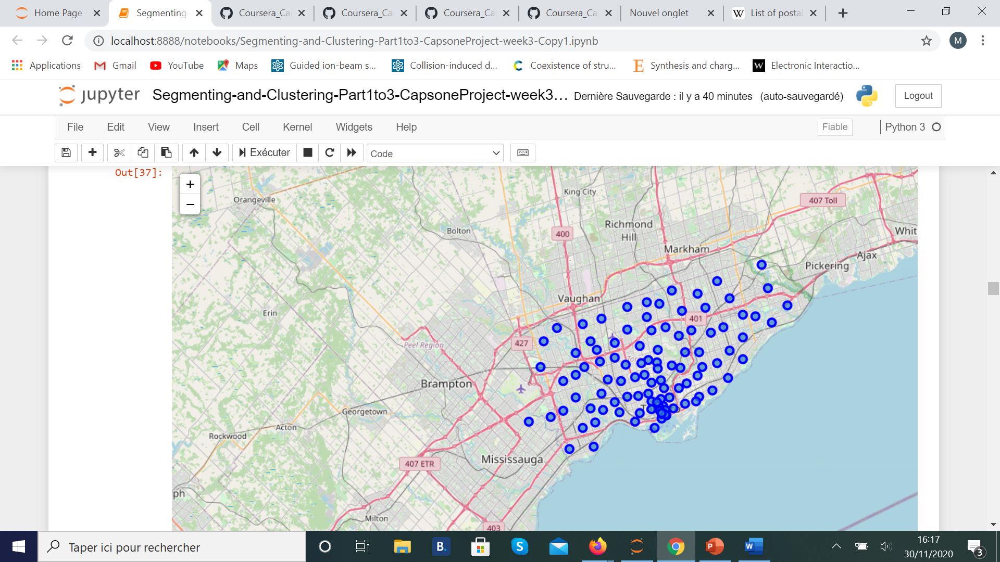 Home Page
Segmenting-
Coursera_Ca
Coursera_Ca
Coursera_Ca
Coursera_Ca
Nouvel onglet
W List of postal
localhost:8888/notebooks/Segmenting-and-Clustering-Part1to3-CapsoneProject-week3-Copy1.ipynb
M
Applications
Gmail
YouTube
Maps
Guided ion-beam s...
Collision-induced d...
Coexistence of stru...
Synthesis and charg...
Electronic Interactio...
jupyter
Segmenting-and-Clustering-Part1to3-CapsoneProject-week3...
Dernière Sauvegarde : il y a 40 minutes (auto-sauvegardé)
Logout
File Edit View Insert Cell Kernel Widgets Help
Fiable
Python 3
Exécuter
Code
Out[37]:
+
−
King City
Orangeville
407 Toll
Richmond
Hill
Bolton
400
Whit
Markham
Ajax
Pickering
Vaughan
Erin
401
427
Peel Region
Brampton
Georgetown
Acton
Rockwood
Mississauga
407 ETR
ph
Milton
403
Taper ici pour rechercher
B.
S
P
W
16:17
30/11/2020
3